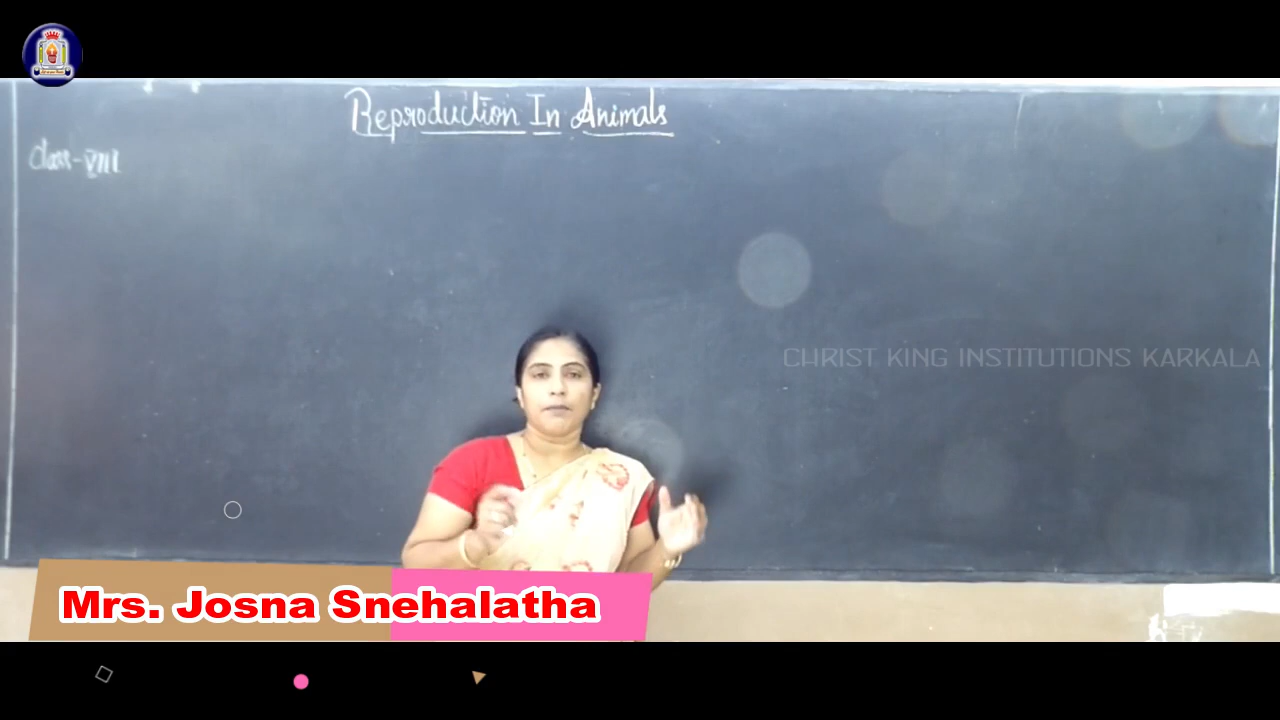 Reproduction In Animals
Class-VIII
CHRIST KING INSTITUTIONS KARKALA
Mrs. Josna Snehalatha